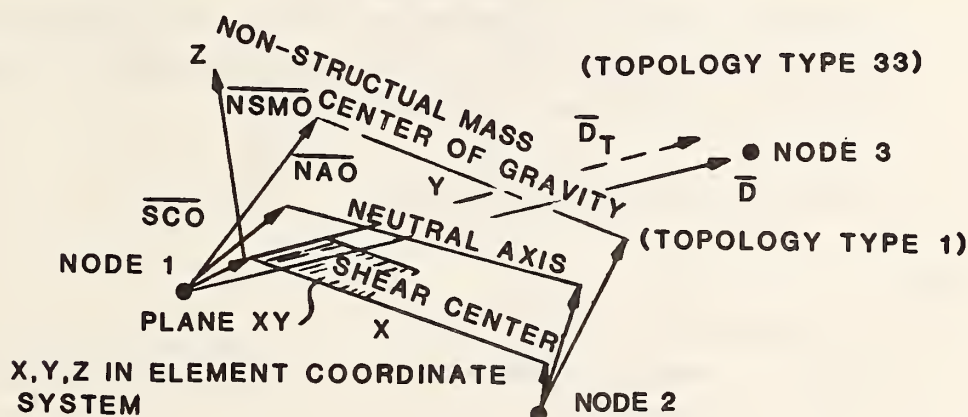 NON-STRUCTUAL MASS
CENTER OF GRAVITY
(TOPOLOGY TYPE 33)
Z
NSMO
D T
NODE 3
D
NAO
Y
SCO
NEUTRAL AXIS
(TOPOLOGY TYPE 1)
NODE 1
SHEAR CENTER
PLANE XY
X
X,Y,Z IN ELEMENT COORDINATE
SYSTEM
NODE 2